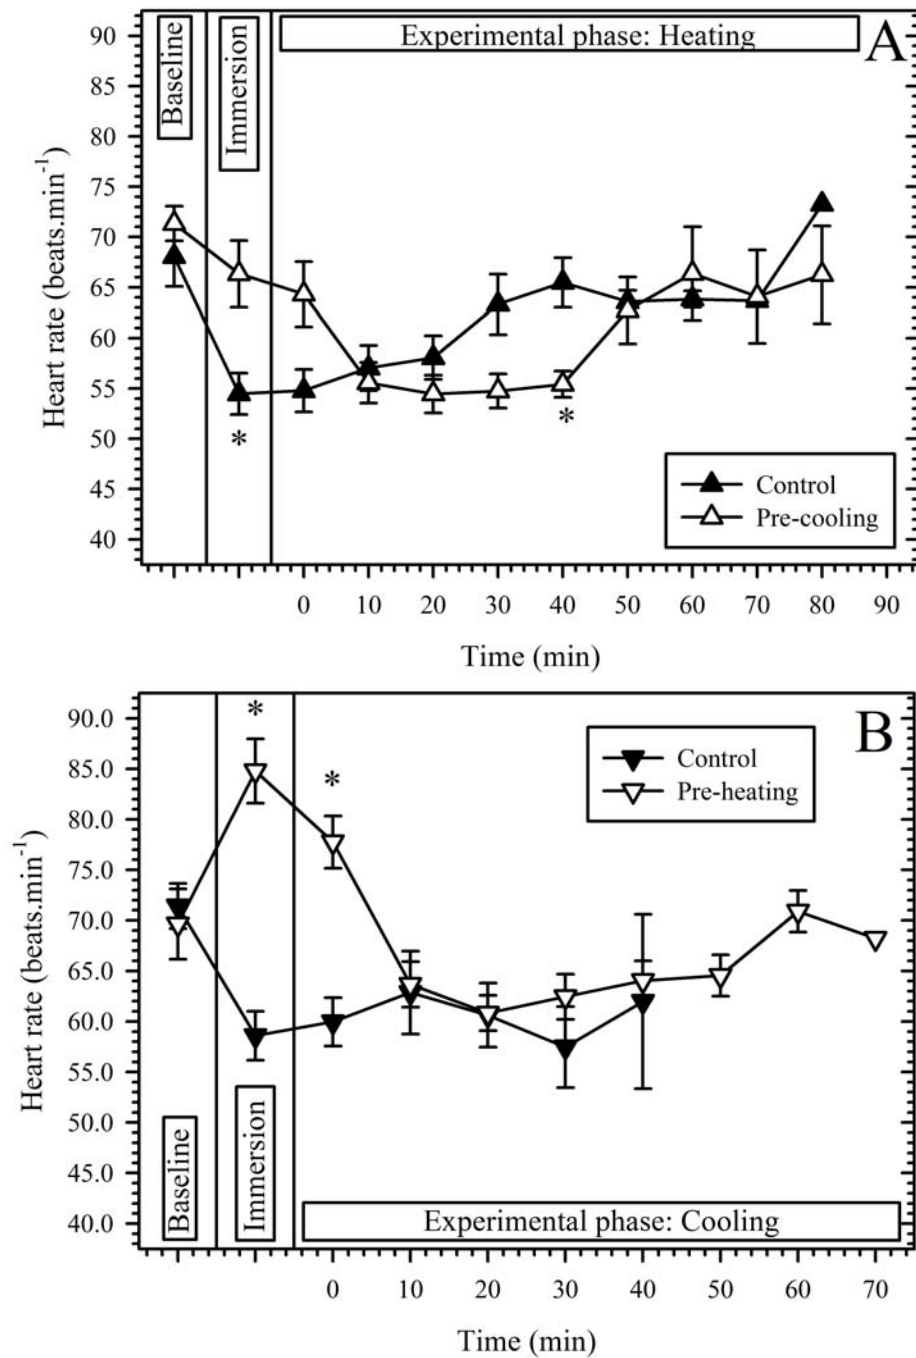 A
Experimental phase: Heating
Baseline
Immersion
90
85
80
75
70
65
60
55
50
45
40
Heart rate (beats.min⁻¹)
*
*
Control
Pre-cooling
0 10 20 30 40 50 60 70 80 90
Time (min)
B
*
*
Control
Pre-heating
90.0
85.0
80.0
75.0
70.0
65.0
60.0
55.0
50.0
45.0
40.0
Heart rate (beats.min⁻¹)
Baseline
Immersion
Experimental phase: Cooling
0 10 20 30 40 50 60 70
Time (min)